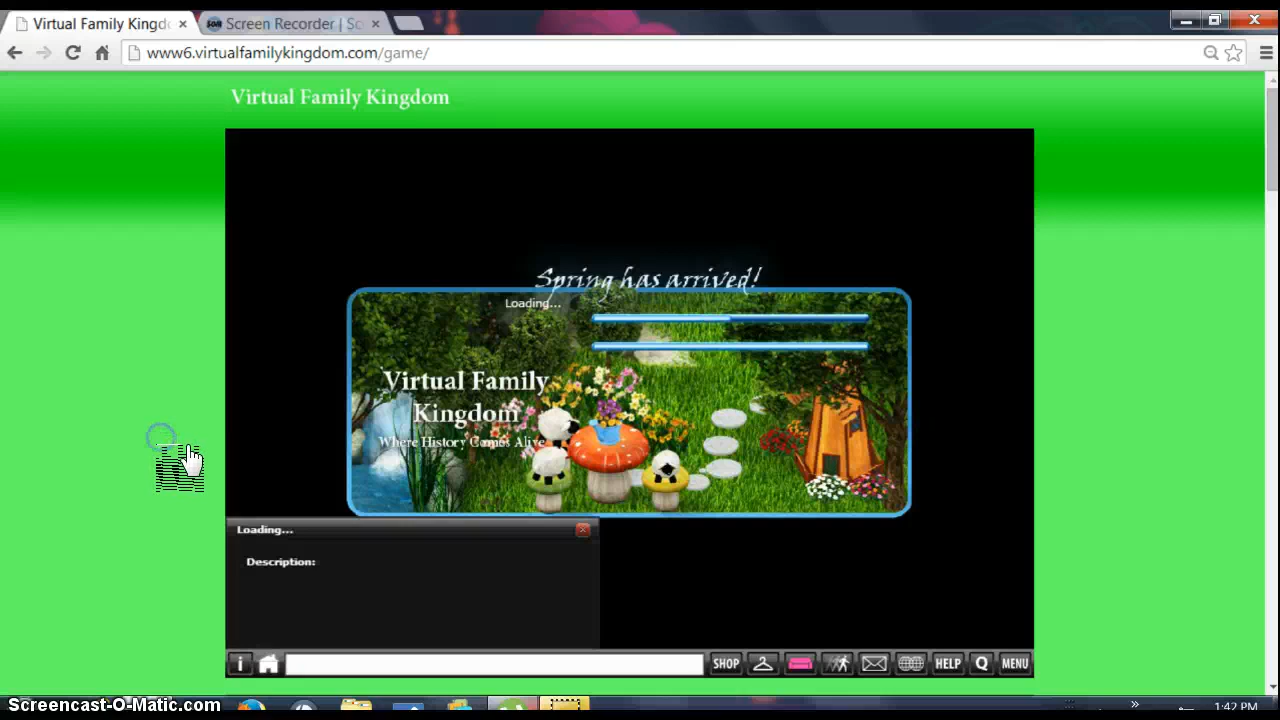 Virtual Family Kingdo
Screen Recorder | Sc
www6.virtualfamilykingdom.com/game/
Virtual Family Kingdom
Spring has arrived!
Loading...
Virtual Family
Kingdom
Where History Comes Alive
Loading...
Description:
i
SHOP
HELP
Q
MENU
Screencast-O-Matic.com
1:42 PM